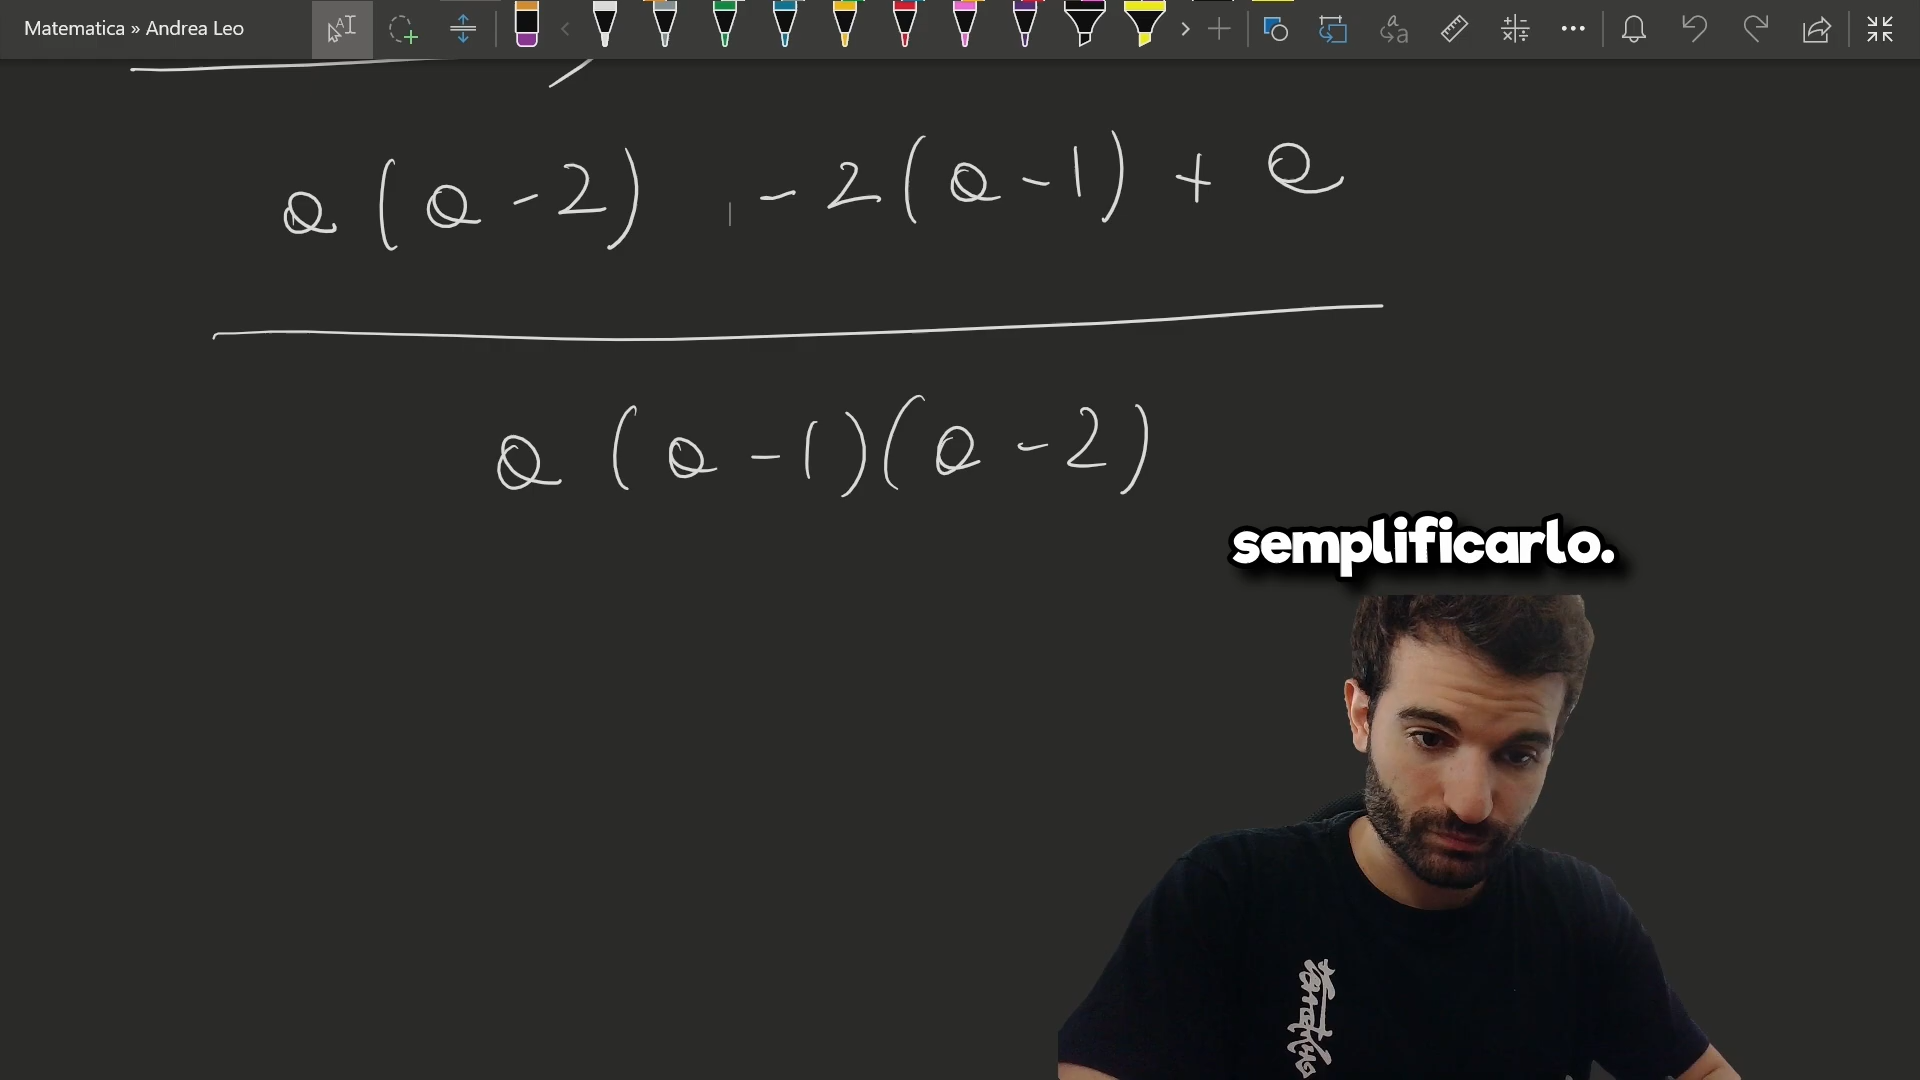 Matematica » Andrea Leo
a(a-2) -2(a-1) + a
a(a-1)(a-2)
semplificarlo.